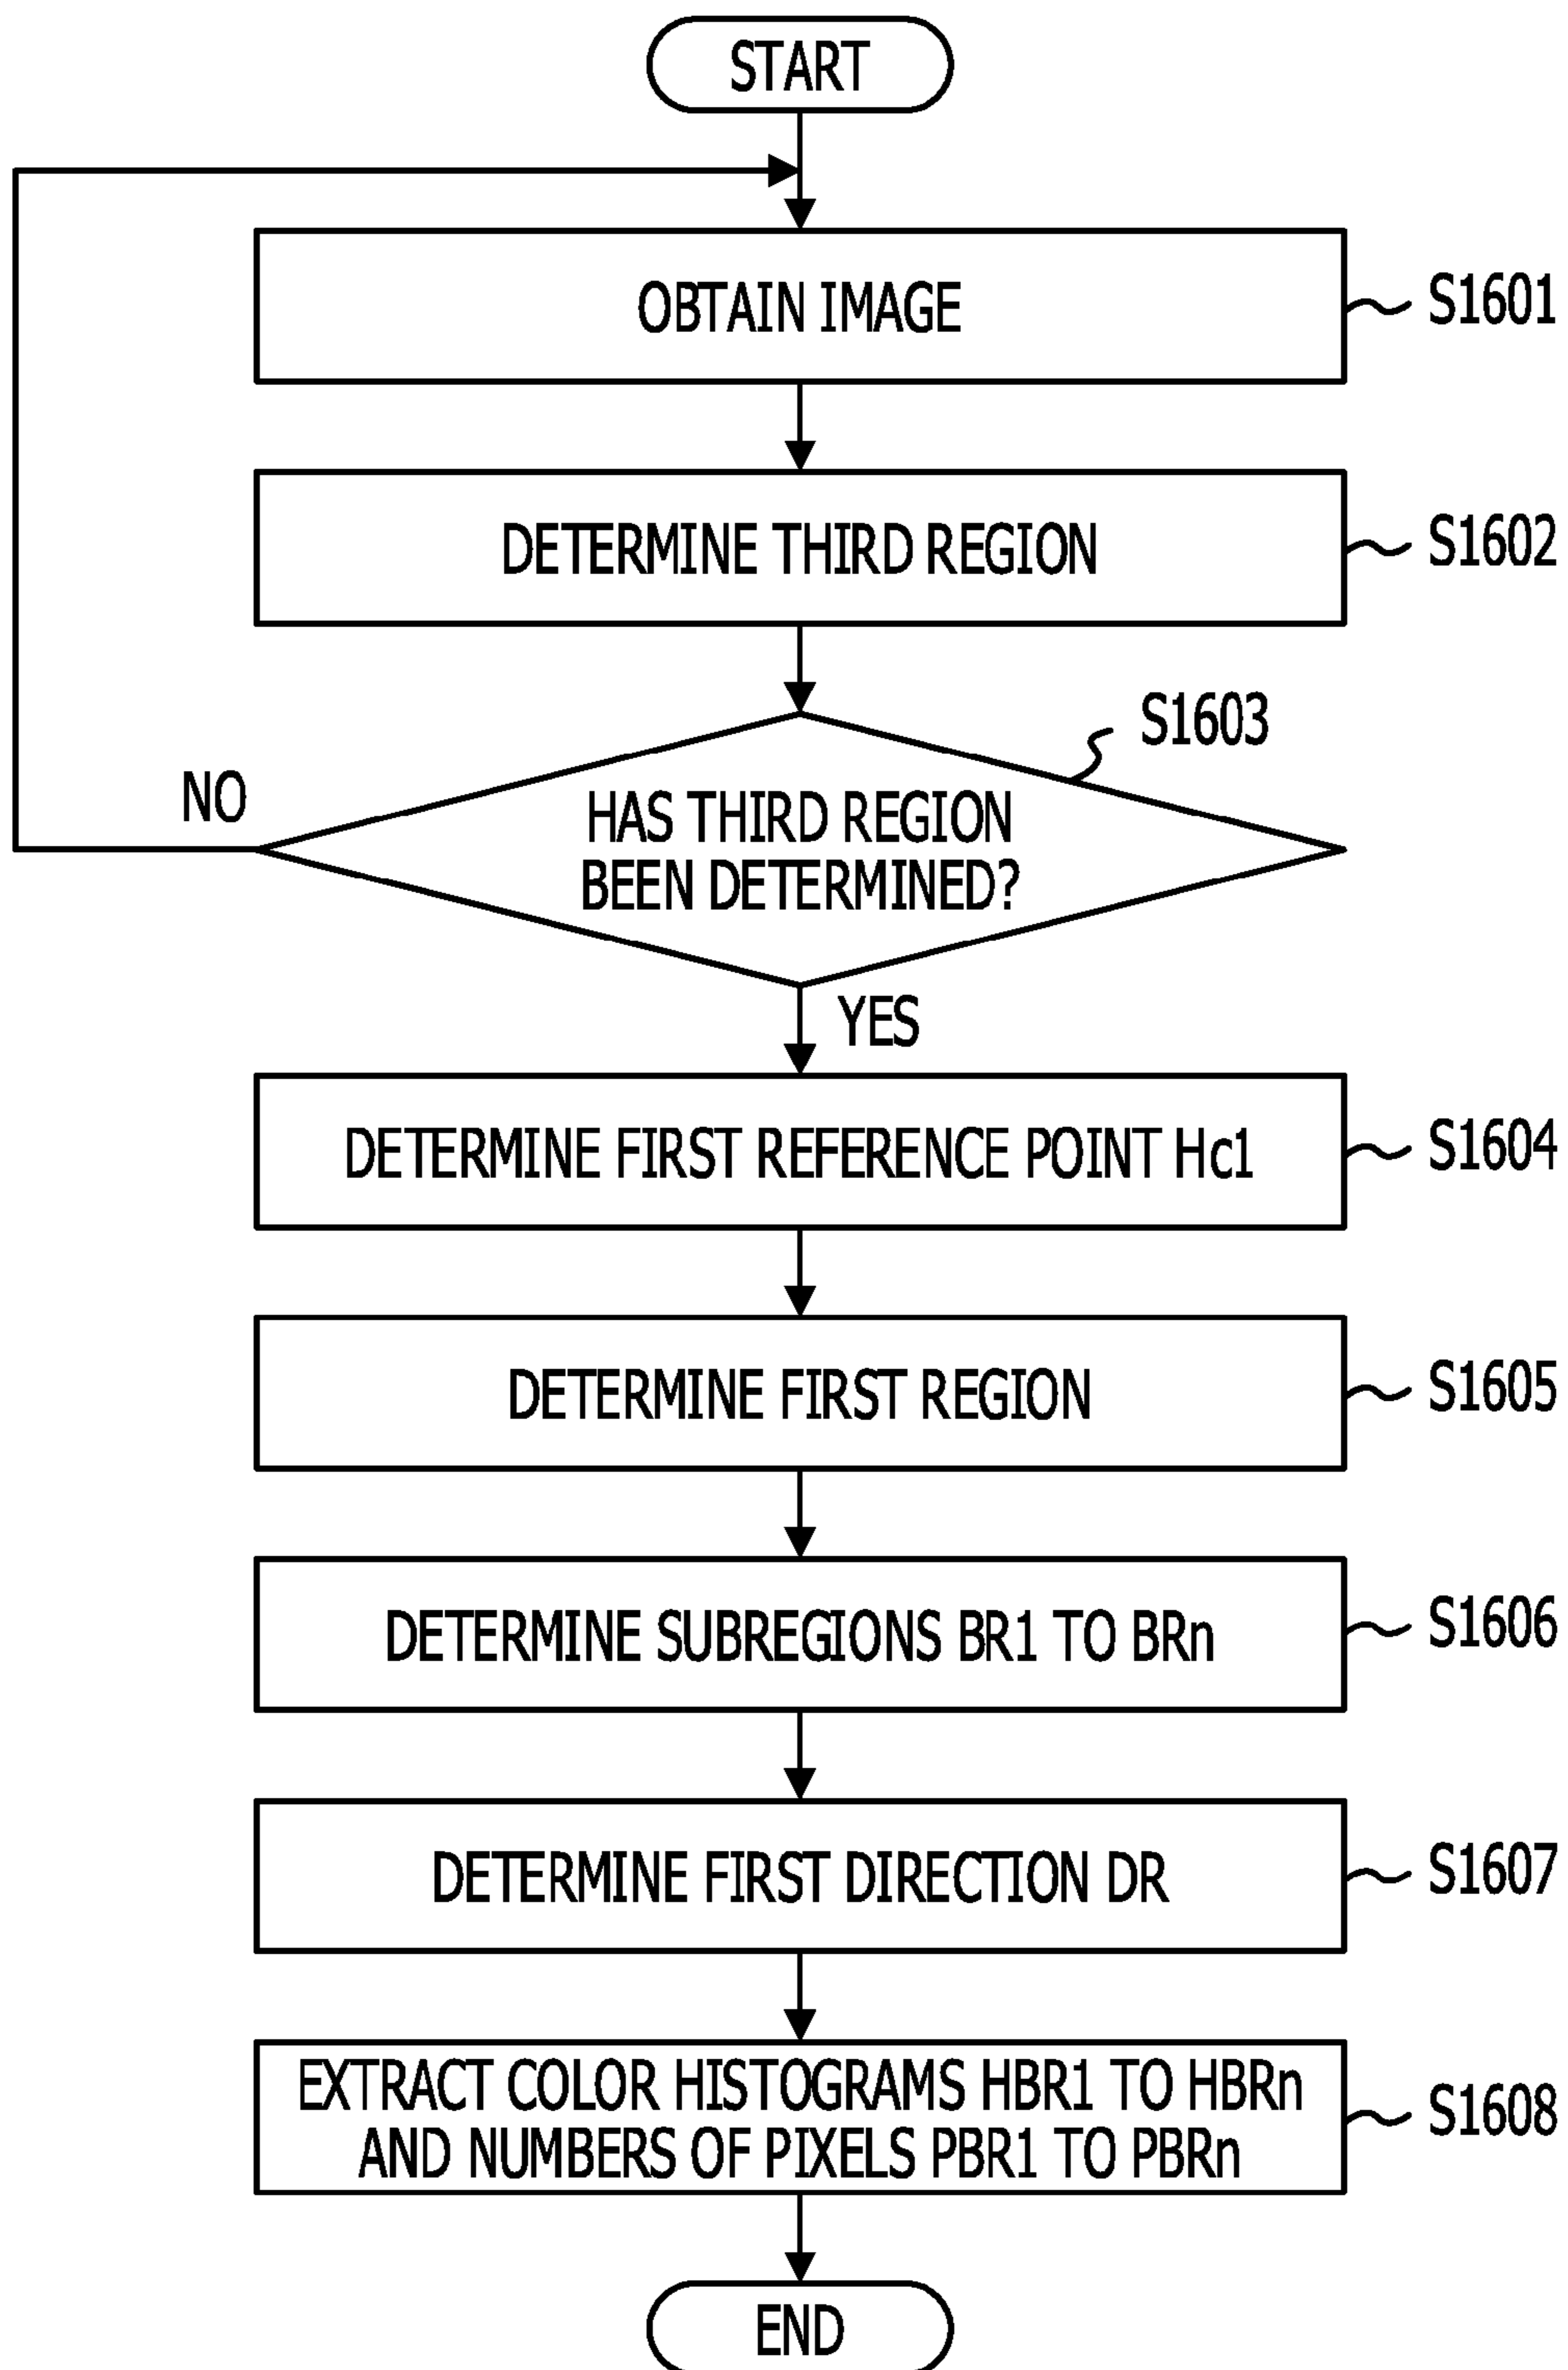 START
OBTAIN IMAGE
S1601
DETERMINE THIRD REGION
S1602
S1603
NO
HAS THIRD REGION
BEEN DETERMINED?
YES
DETERMINE FIRST REFERENCE POINT Hc1
S1604
DETERMINE FIRST REGION
S1605
DETERMINE SUBREGIONS BR1 TO BRn
S1606
DETERMINE FIRST DIRECTION DR
S1607
EXTRACT COLOR HISTOGRAMS HBR1 TO HBRn
AND NUMBERS OF PIXELS PBR1 TO PBRn
S1608
END